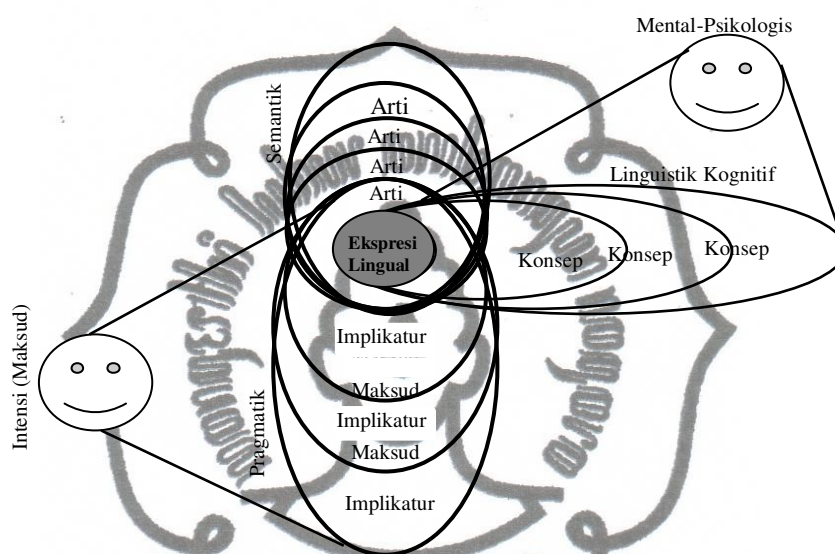 Mental-Psikologis
Semantik
Arti
Arti
Arti
Arti
Linguistik Kognitif
Ekspresi
Lingual
Konsep
Konsep
Konsep
Intensi (Maksud)
Pragmatik
Implikatur
Maksud
Implikatur
Maksud
Implikatur